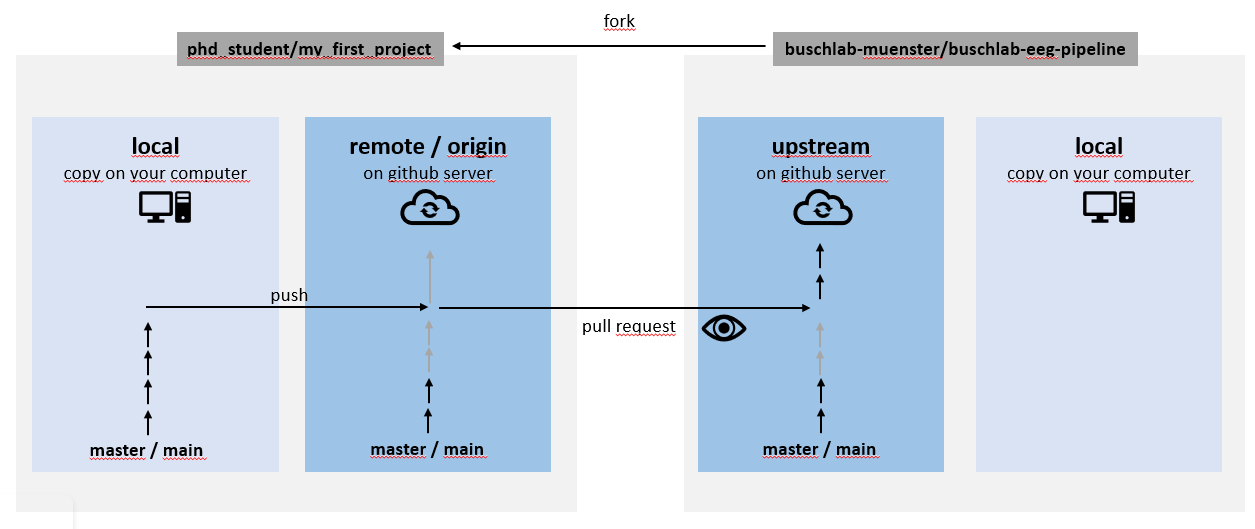 fork
phd_student/my_first_project
buschlab-muenster/buschlab-eeg-pipeline
local
copy on your computer
remote / origin
on github server
upstream
on github server
local
copy on your computer
push
pull request
master / main
master / main
master / main